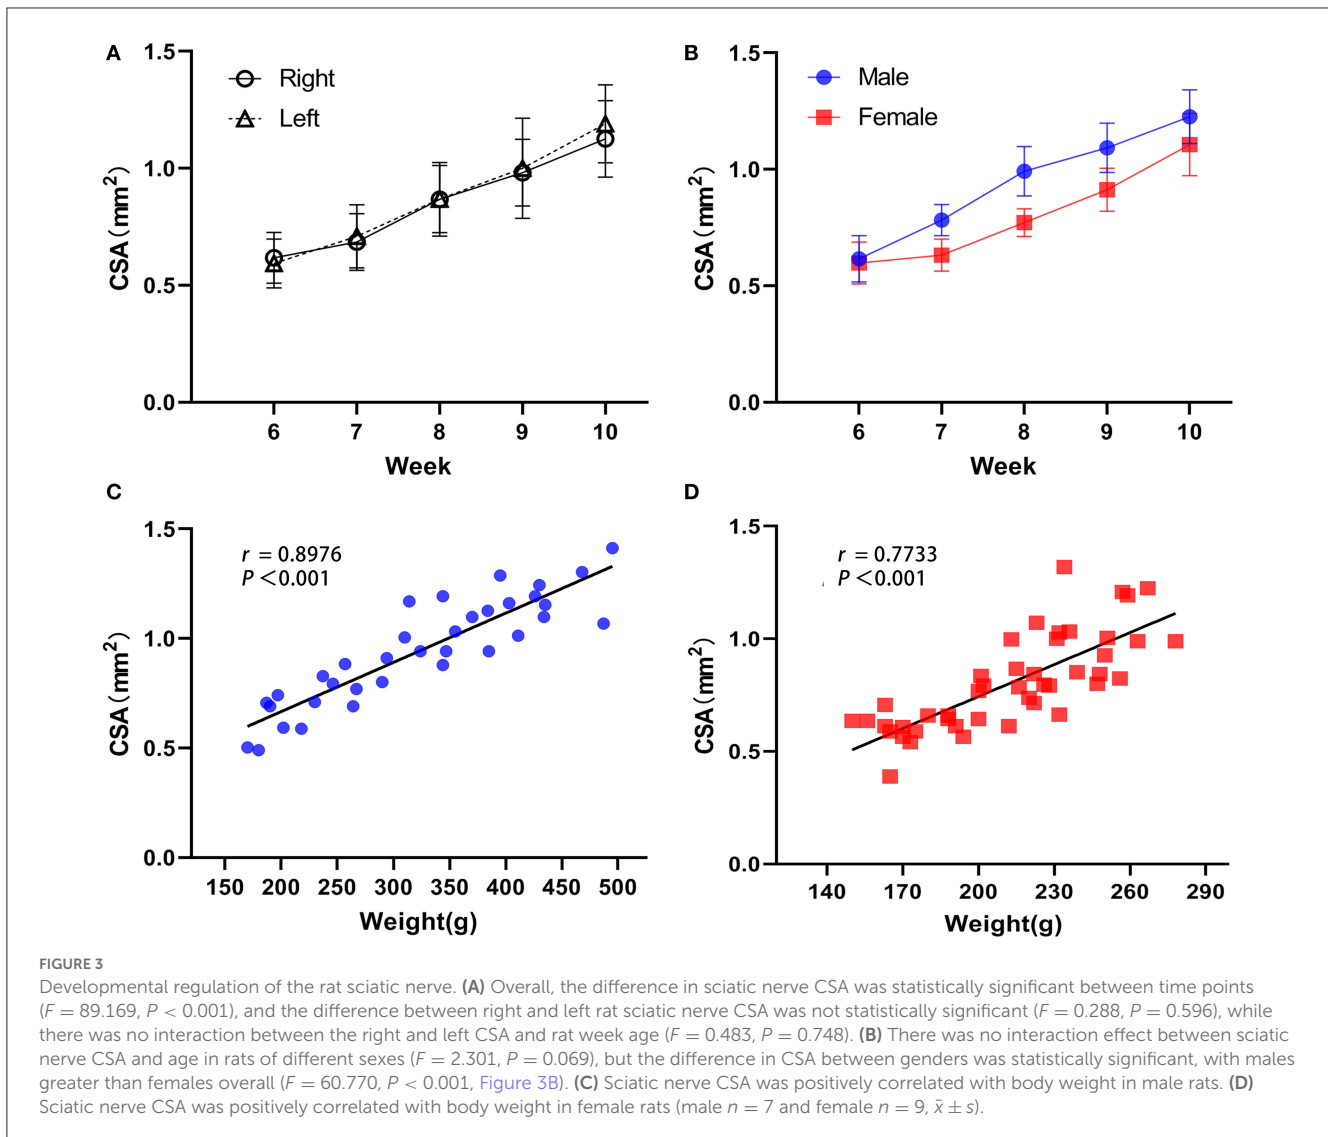 A
1.5
1.0
0.5
0.0
CSA(mm²)
Right
Left
6 7 8 9 10
Week
B
1.5
1.0
0.5
0.0
CSA(mm²)
Male
Female
6 7 8 9 10
Week
C
1.5
1.0
0.5
0.0
CSA(mm²)
r = 0.8976
P <0.001
150 200 250 300 350 400 450 500
Weight(g)
D
1.5
1.0
0.5
0.0
CSA(mm²)
r = 0.7733
P <0.001
140 170 200 230 260 290
Weight(g)
FIGURE 3
Developmental regulation of the rat sciatic nerve. (A) Overall, the difference in sciatic nerve CSA was statistically significant between time points
(F = 89.169, P < 0.001), and the difference between right and left rat sciatic nerve CSA was not statistically significant (F = 0.288, P = 0.596), while
there was no interaction between the right and left CSA and rat week age (F = 0.483, P = 0.748). (B) There was no interaction effect between sciatic
nerve CSA and age in rats of different sexes (F = 2.301, P = 0.069), but the difference in CSA between genders was statistically significant, with males
greater than females overall (F = 60.770, P < 0.001, Figure 3B). (C) Sciatic nerve CSA was positively correlated with body weight in male rats. (D)
Sciatic nerve CSA was positively correlated with body weight in female rats (male n = 7 and female n = 9, x̄ ± s).